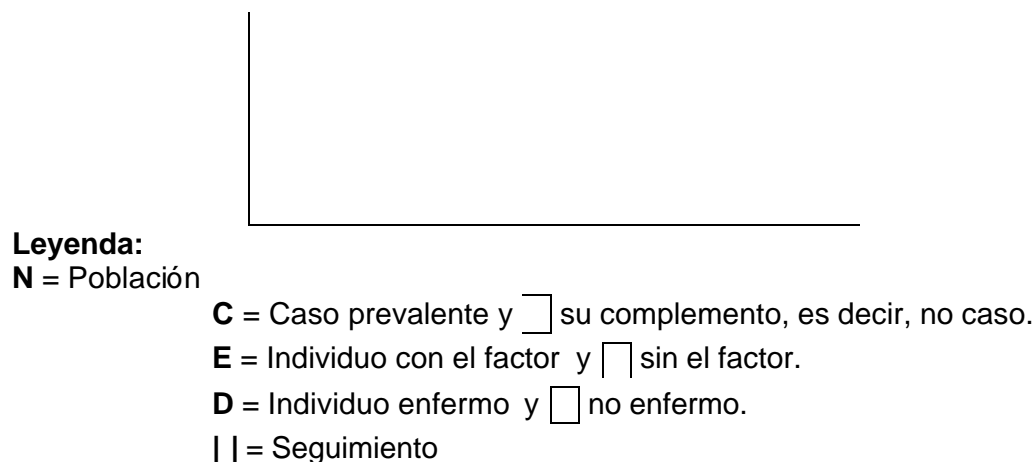 Leyenda:
N = Población
C = Caso prevalente y su complemento, es decir, no caso.
E = Individuo con el factor y sin el factor.
D = Individuo enfermo y no enfermo.
| | = Seguimiento